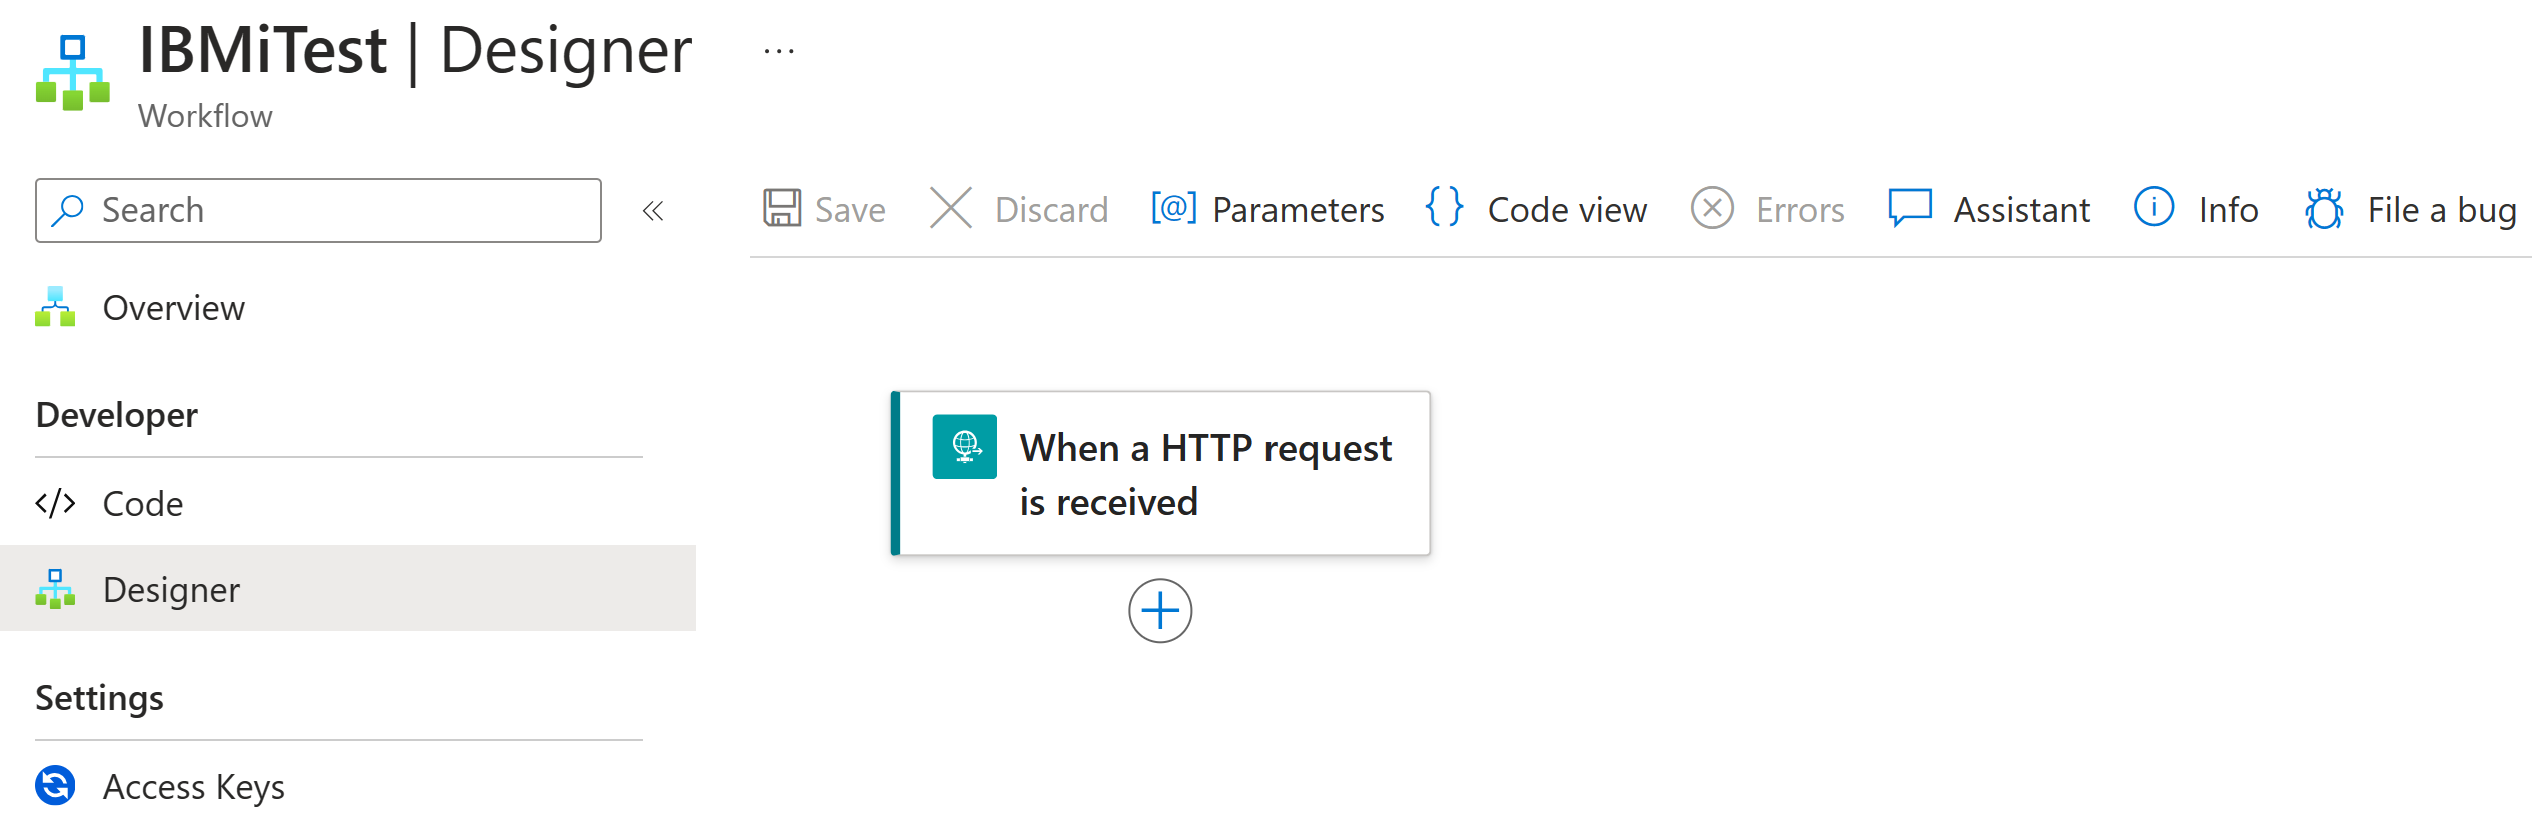 IBMiTest | Designer ...
Workflow
Search «
Save Discard [@] Parameters {} Code view Errors Assistant Info File a bug
Overview
Developer
</> Code
Designer
Settings
Access Keys
When a HTTP request
is received